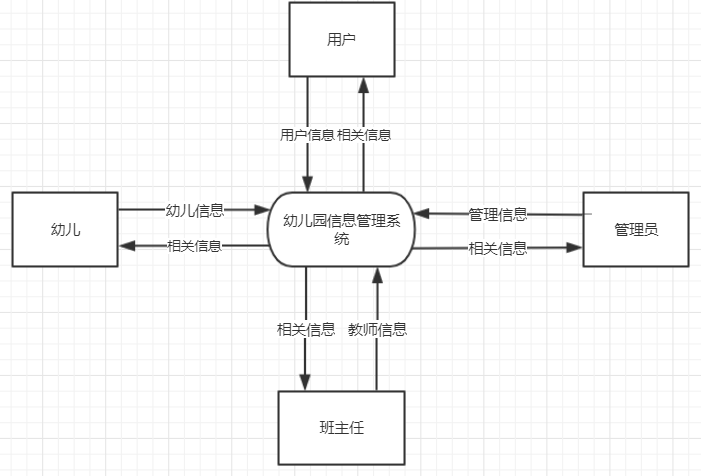 用户
用户信息
相关信息
幼儿
幼儿信息
相关信息
幼儿园信息管理系
统
管理信息
相关信息
管理员
相关信息
教师信息
班主任